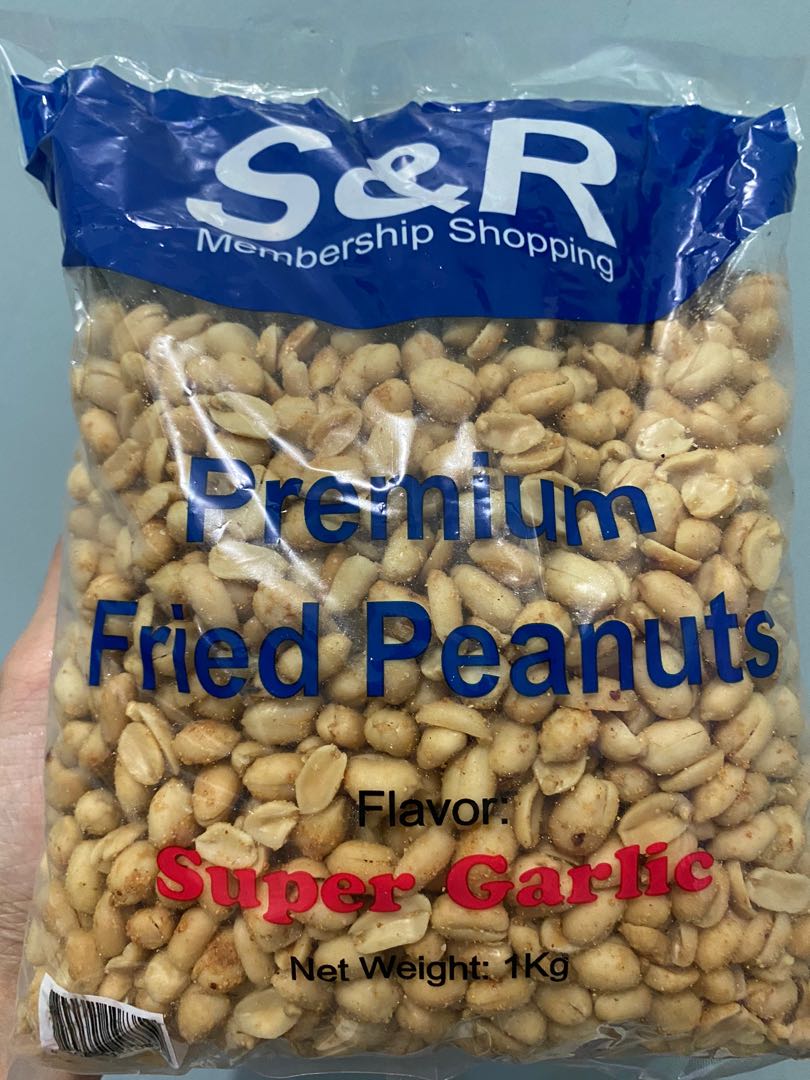 S&R
Membership Shopping
Premium
Fried Peanuts
Flavor:
Super Garlic
Net Weight: 1Kg